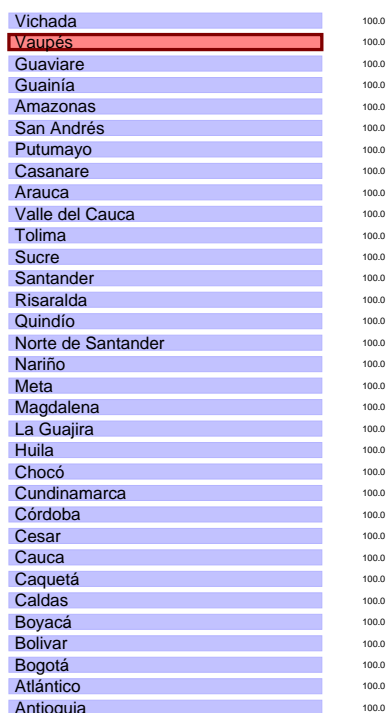 Vichada 100.0
Vaupés 100.0
Guaviare 100.0
Guainía 100.0
Amazonas 100.0
San Andrés 100.0
Putumayo 100.0
Casanare 100.0
Arauca 100.0
Valle del Cauca 100.0
Tolima 100.0
Sucre 100.0
Santander 100.0
Risaralda 100.0
Quindío 100.0
Norte de Santander 100.0
Nariño 100.0
Meta 100.0
Magdalena 100.0
La Guajira 100.0
Huila 100.0
Chocó 100.0
Cundinamarca 100.0
Córdoba 100.0
Cesar 100.0
Cauca 100.0
Caquetá 100.0
Caldas 100.0
Boyacá 100.0
Bolivar 100.0
Bogotá 100.0
Atlántico 100.0
Antioquia 100.0